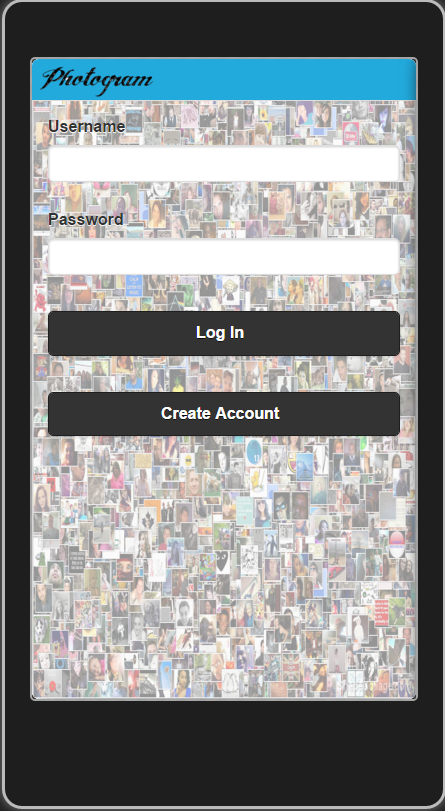 Photogram
Username
Password
Log In
Create Account